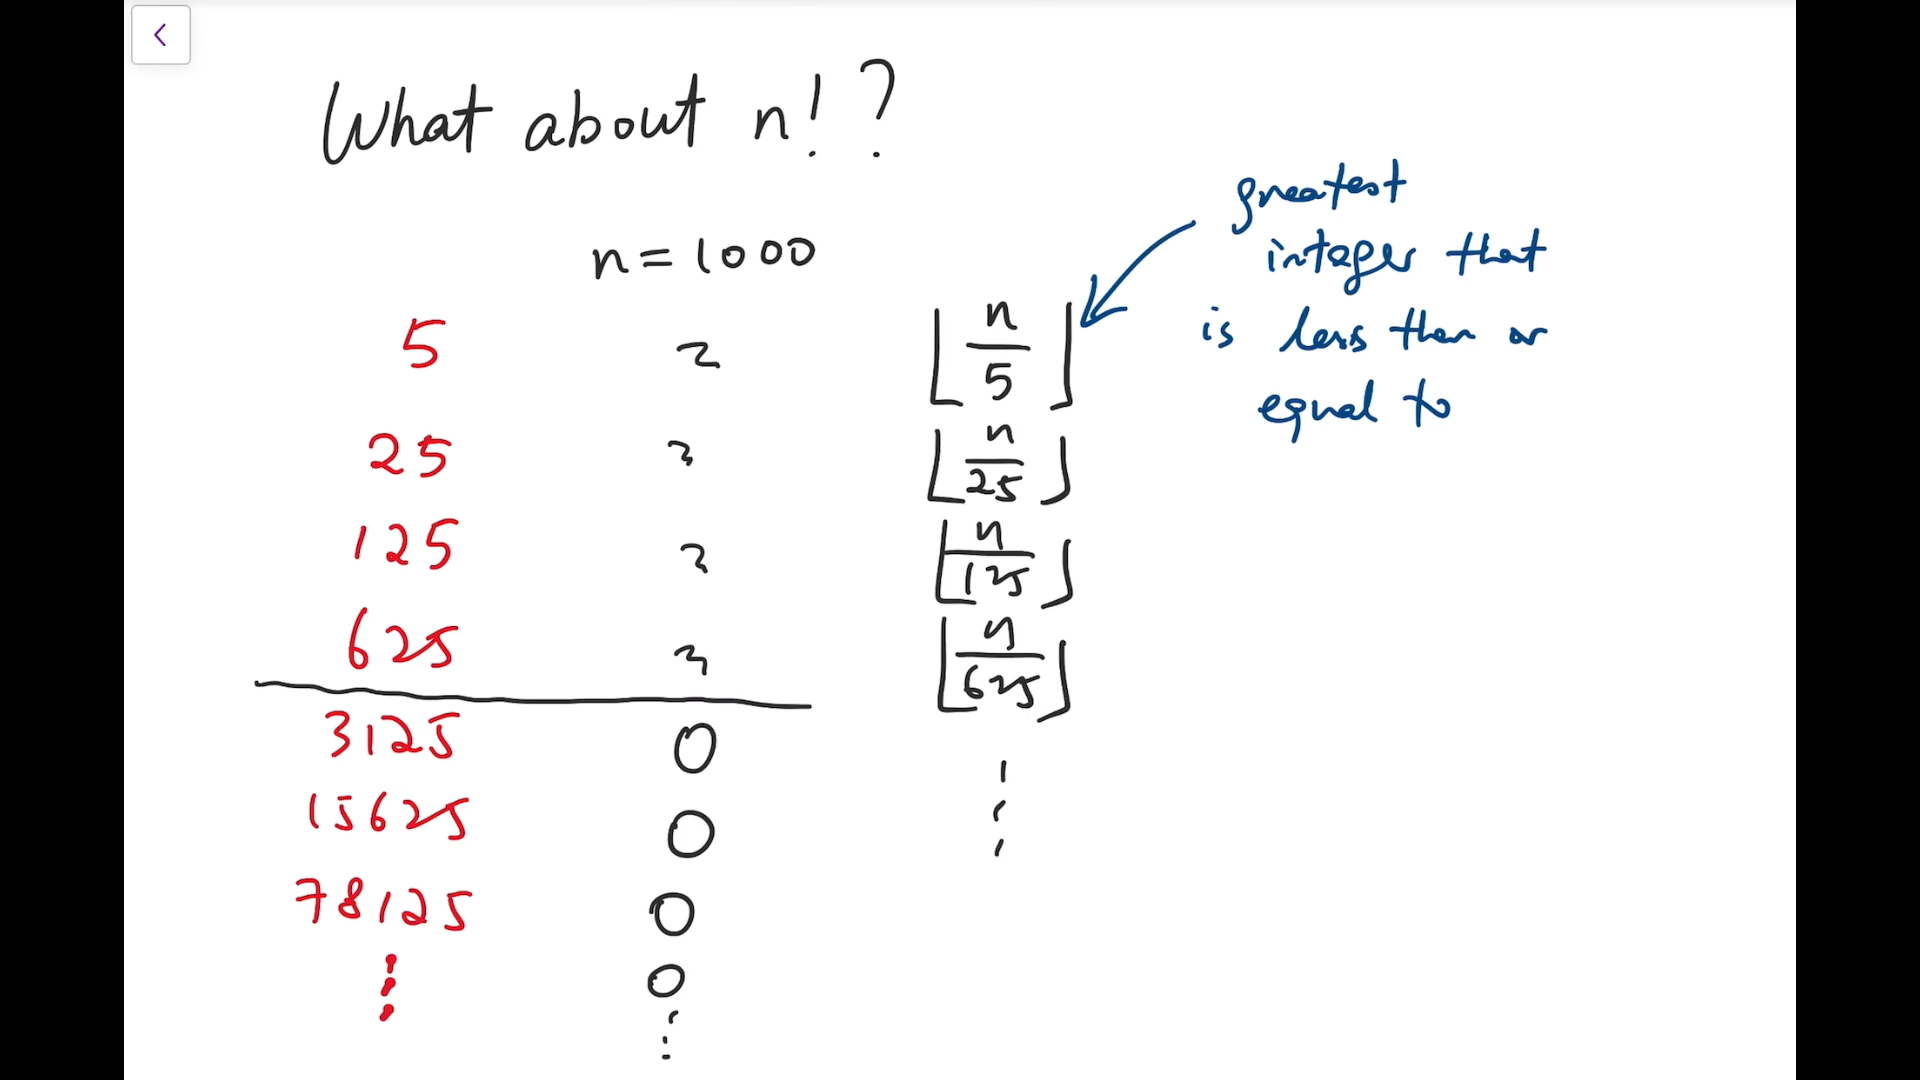 What about n!?
n = 1000
greatest
integer that
is less than or
equal to
5 ⌊n/5⌋
25 ⌊n/25⌋
125 ⌊n/125⌋
625 ⌊n/625⌋
3125 0
15625 0
78125 0
⋮ 0 ⋮
⋮